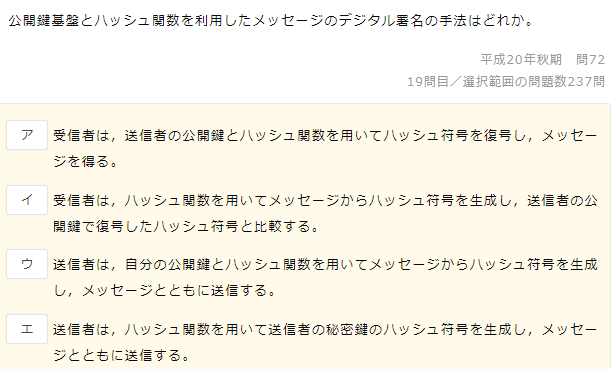 公開鍵基盤とハッシュ関数を利用したメッセージのデジタル署名の手法はどれか。
平成20年秋期　問72
19問目／選択範囲の問題数237問
ア 受信者は，送信者の公開鍵とハッシュ関数を用いてハッシュ符号を復号し，メッセー
ジを得る。
イ 受信者は，ハッシュ関数を用いてメッセージからハッシュ符号を生成し，送信者の公
開鍵で復号したハッシュ符号と比較する。
ウ 送信者は，自分の公開鍵とハッシュ関数を用いてメッセージからハッシュ符号を生成
し，メッセージとともに送信する。
エ 送信者は，ハッシュ関数を用いて送信者の秘密鍵のハッシュ符号を生成し，メッセー
ジとともに送信する。